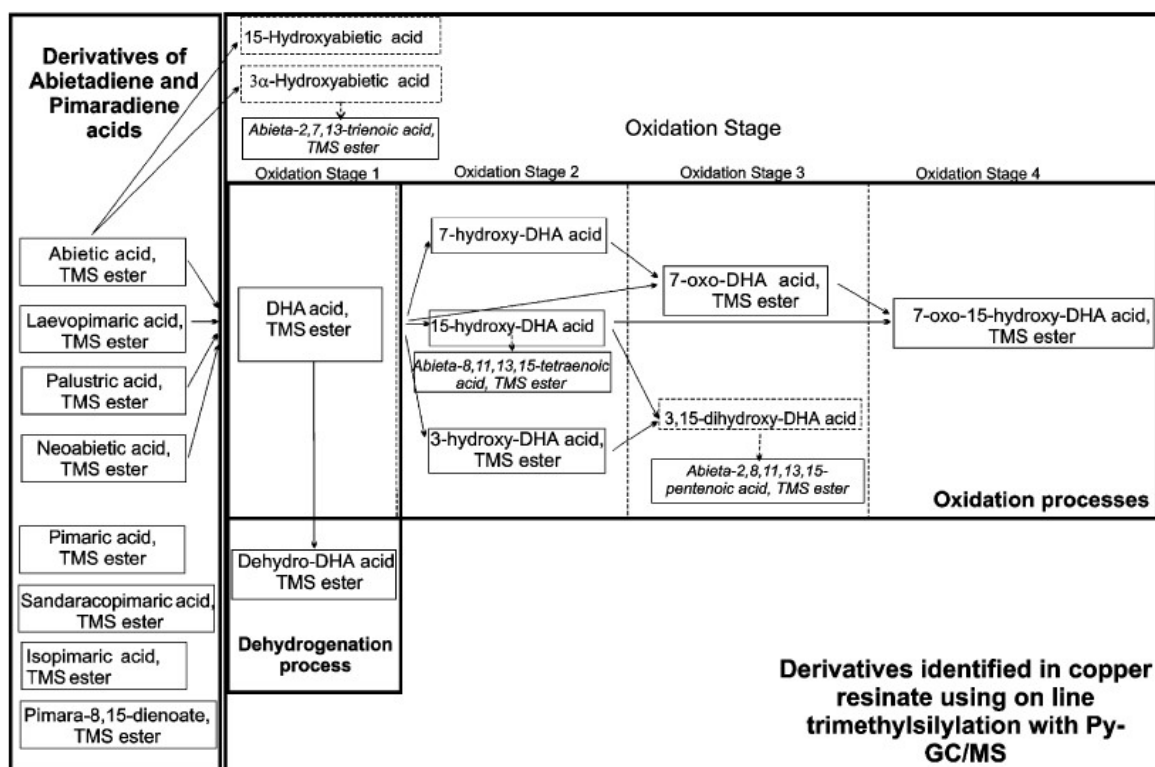 Derivatives of
Abietadiene and
Pimaradiene
acids
15-Hydroxyabietic acid
3α-Hydroxyabietic acid
Abieta-2,7,13-trienoic acid,
TMS ester
Oxidation Stage
Oxidation Stage 1
Oxidation Stage 2
Oxidation Stage 3
Oxidation Stage 4
Abietic acid,
TMS ester
Laevopimaric acid,
TMS ester
Palustric acid,
TMS ester
Neoabietic acid,
TMS ester
Pimaric acid,
TMS ester
Sandaracopimaric acid,
TMS ester
Isopimaric acid,
TMS ester
Pimara-8,15-dienoate,
TMS ester
DHA acid,
TMS ester
7-hydroxy-DHA acid
15-hydroxy-DHA acid
Abieta-8,11,13,15-tetraenoic
acid, TMS ester
3-hydroxy-DHA acid,
TMS ester
7-oxo-DHA acid,
TMS ester
3,15-dihydroxy-DHA acid
Abieta-2,8,11,13,15-
pentenoic acid, TMS ester
7-oxo-15-hydroxy-DHA acid,
TMS ester
Oxidation processes
Dehydro-DHA acid
TMS ester
Dehydrogenation
process
Derivatives identified in copper
resinate using on line
trimethylsilylation with Py-
GC/MS